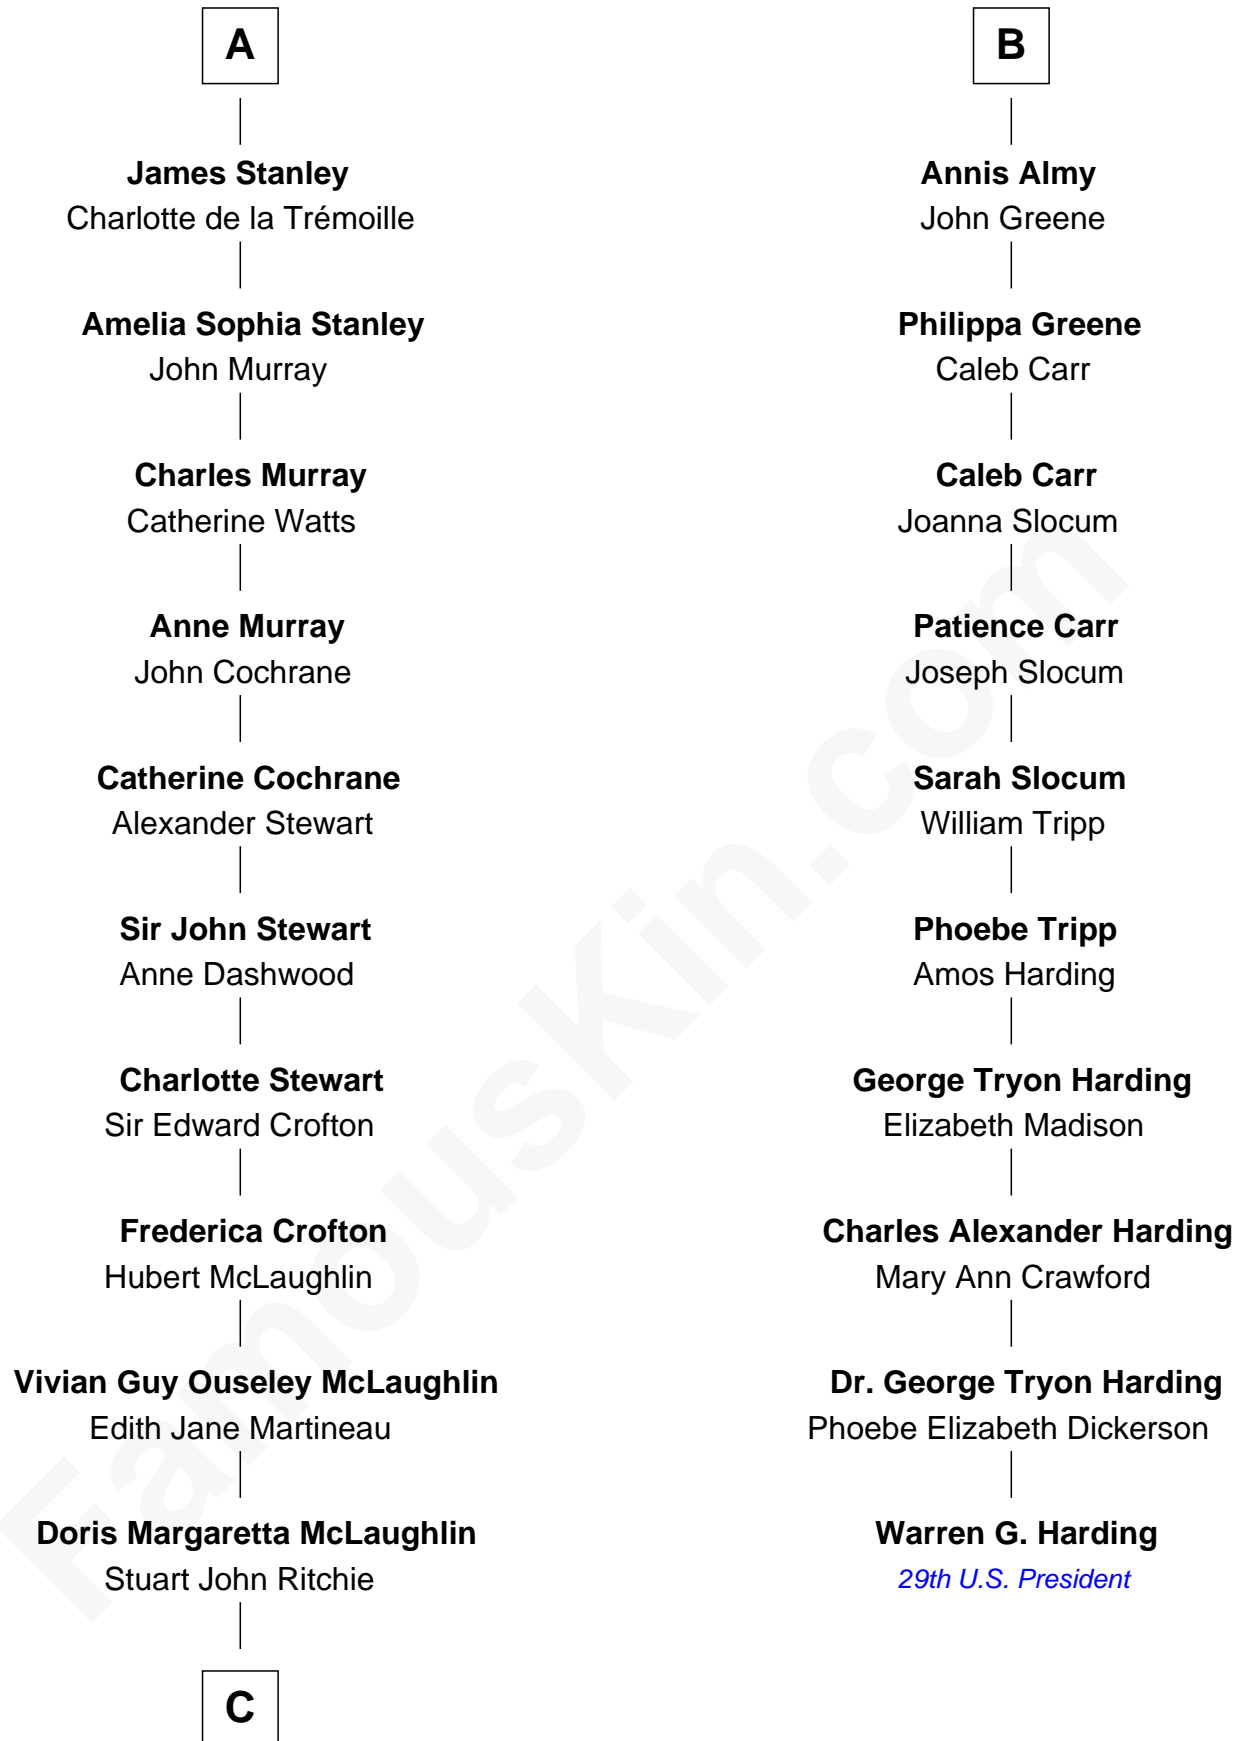 A
James Stanley
Charlotte de la Trémoille
Amelia Sophia Stanley
John Murray
Charles Murray
Catherine Watts
Anne Murray
John Cochrane
Catherine Cochrane
Alexander Stewart
Sir John Stewart
Anne Dashwood
Charlotte Stewart
Sir Edward Crofton
Frederica Crofton
Hubert McLaughlin
Vivian Guy Ouseley McLaughlin
Edith Jane Martineau
Doris Margaretta McLaughlin
Stuart John Ritchie
C
B
Annis Almy
John Greene
Philippa Greene
Caleb Carr
Caleb Carr
Joanna Slocum
Patience Carr
Joseph Slocum
Sarah Slocum
William Tripp
Phoebe Tripp
Amos Harding
George Tryon Harding
Elizabeth Madison
Charles Alexander Harding
Mary Ann Crawford
Dr. George Tryon Harding
Phoebe Elizabeth Dickerson
Warren G. Harding
29th U.S. President
FamousKin.com